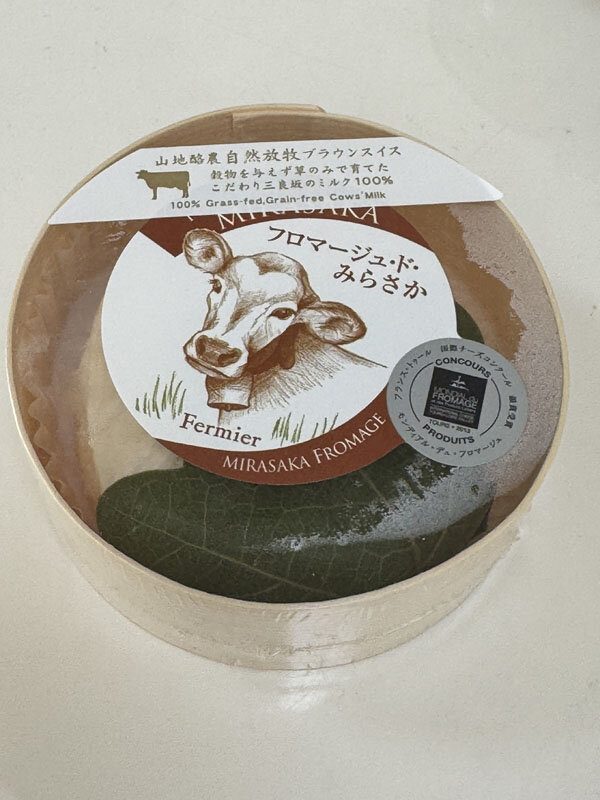 山地酪農自然放牧ブラウンスイス
穀物を与えず草のみで育てた
こだわり三良坂のミルク100%
100% Grass-fed,Grain-free Cows' Milk
MIRASAKA
フロマージュ・ド・
みらさか
Fermier
MIRASAKA FROMAGE
フランス・トゥール 国際チーズコンクール 銀賞受賞
CONCOURS
MONDIAL DU
FROMAGE
TOURS • 2013
PRODUITS
モンディアル・デュ・フロマージュ